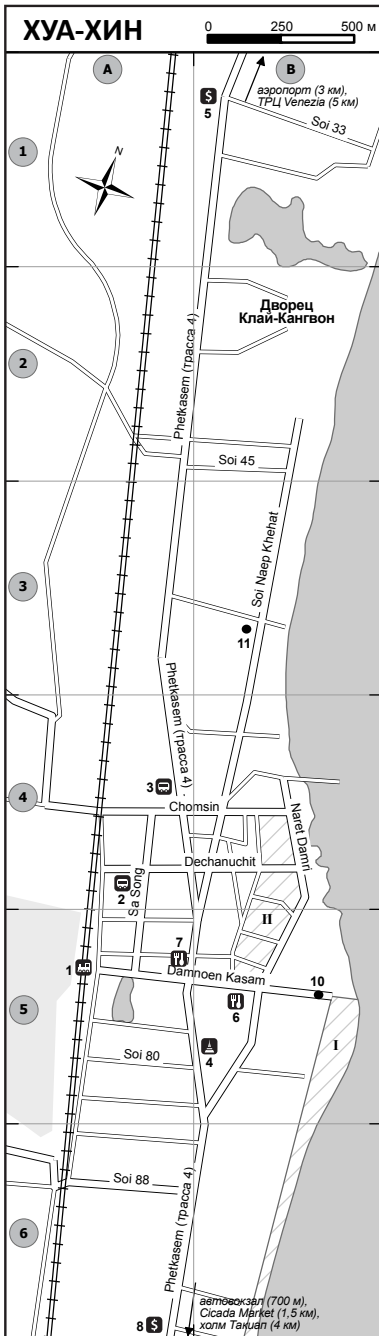 ХУА-ХИН
0 250 500 м
A
B
аэропорт (3 км),
ТРЦ Venezia (5 км)
5
Soi 33
1
N
Дворец
Клай-Кангвон
2
Phetkasem (трасса 4)
Soi 45
3
Soi Naep Khehat
11
Phetkasem (трасса 4)
4
3
Chomsin
Naret Damri
Dechanuchit
Sa Song
2
II
7
1
Damnoen Kasam
10
5
6
I
4
Soi 80
Soi 88
Phetkasem (трасса 4)
6
автовокзал (700 м),
Cicada Market (1,5 км),
холм Такиап (4 км)
8